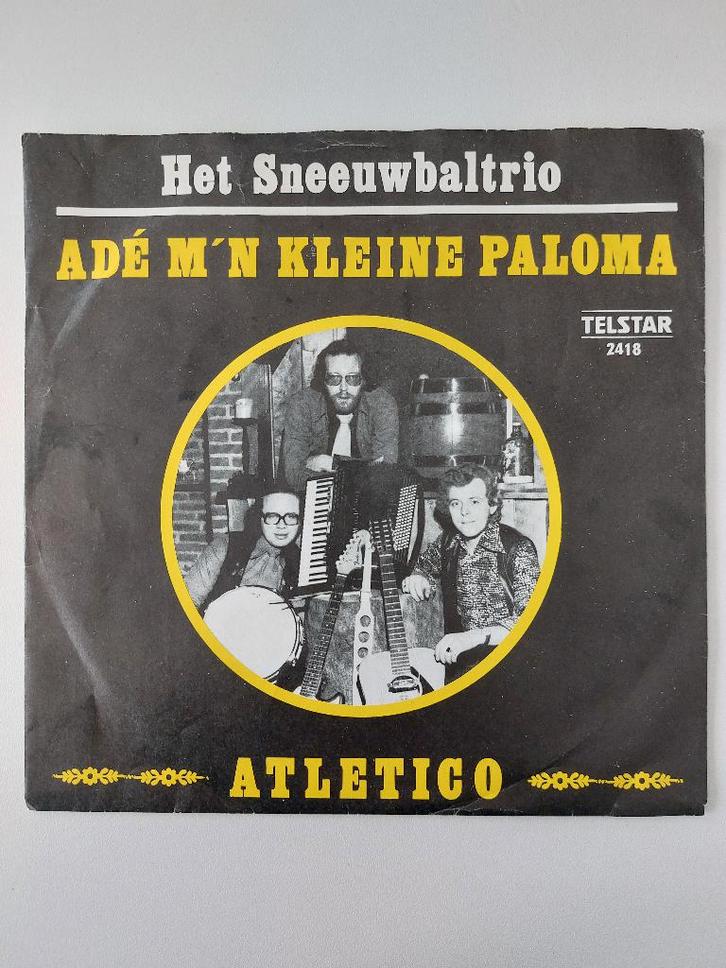 Het Sneeuwbaltrio
ADÉ M´N KLEINE PALOMA
TELSTAR
2418
ATLETICO